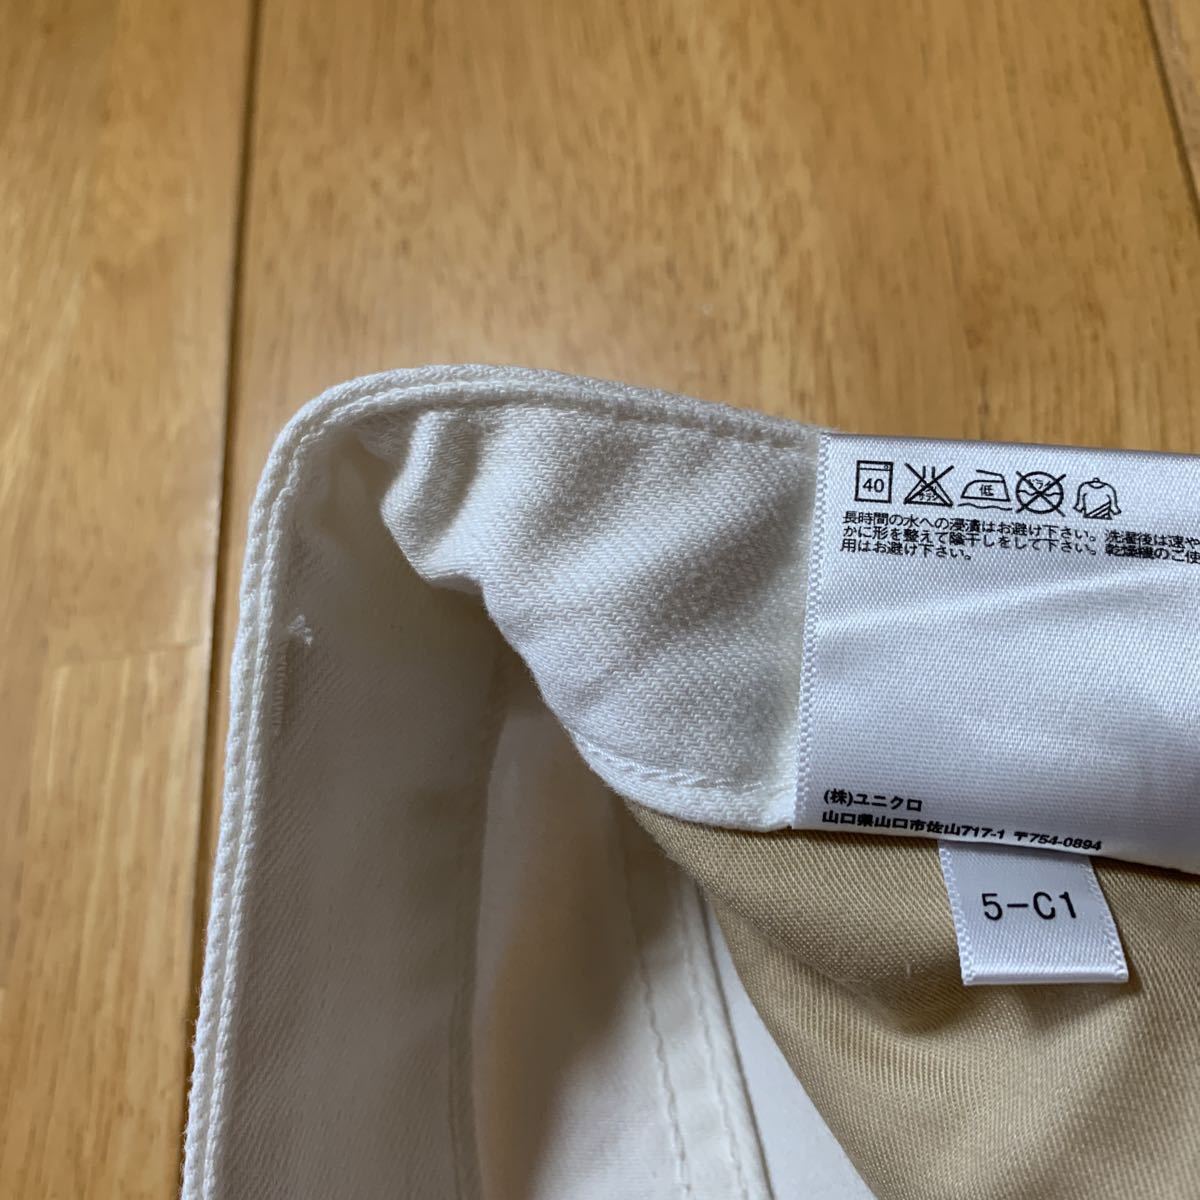 40
低
長時間の水への浸漬はお避け下さい。洗濯後は速や
かに形を整えて陰干しをして下さい。乾燥機のご使
用はお避け下さい。
(株)ユニクロ
山口県山口市佐山717-1 〒754-0894
5-C1